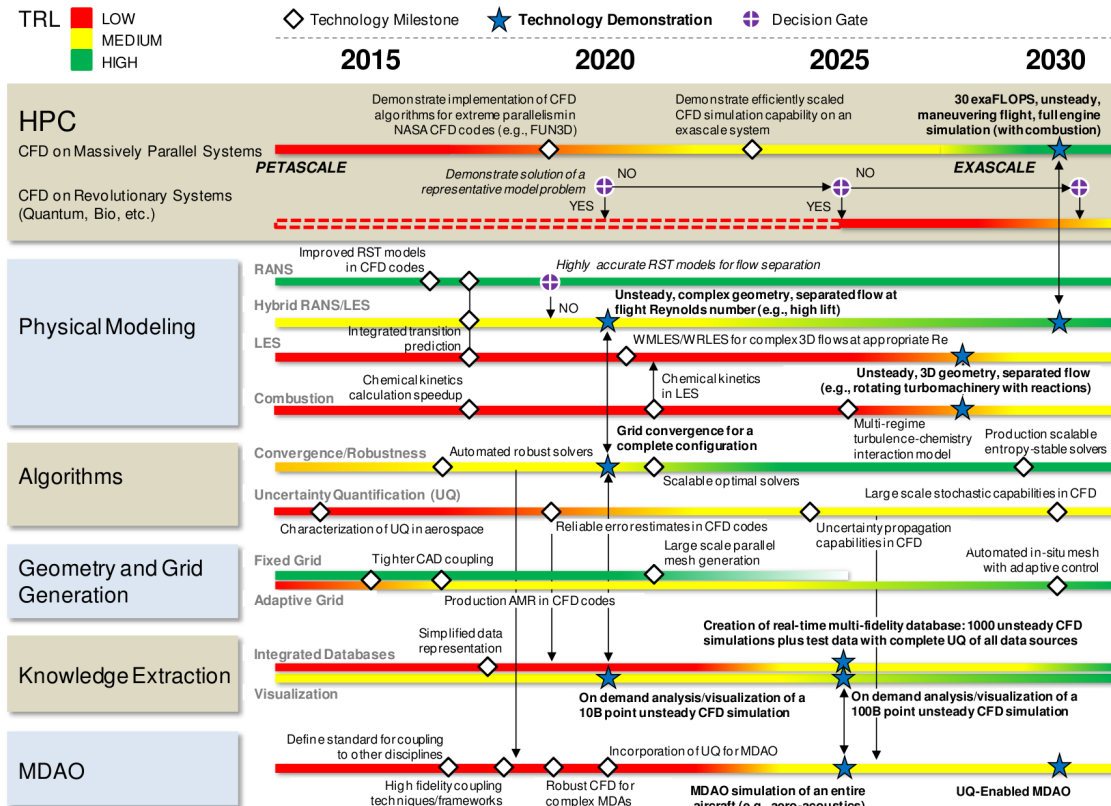 TRL
LOW
MEDIUM
HIGH
Technology Milestone
Technology Demonstration
Decision Gate
2015
2020
2025
2030
HPC
Demonstrate implementation of CFD
algorithms for extreme parallelism in
NASA CFD codes (e.g., FUN3D)
Demonstrate efficiently scaled
CFD simulation capability on
an exascale system
30 exaFLOPS, unsteady,
maneuvering flight, full engine
simulation (with combustion)
CFD on Massively Parallel Systems
PETASCALE
EXASCALE
CFD on Revolutionary Systems
(Quantum, Bio, etc.)
Demonstrate solution of a
representative model problem
NO
NO
YES
YES
Physical Modeling
Improved RST models
in CFD codes
RANS
Highly accurate RST models for flow separation
Hybrid RANS/LES
NO
Unsteady, complex geometry, separated flow at
flight Reynolds number (e.g., high lift)
Integrated transition
prediction
LES
WMLES/WRLES for complex 3D flows at appropriate Re
Unsteady, 3D geometry, separated flow
(e.g., rotating turbomachinery with reactions)
Chemical kinetics
calculation speedup
Chemical kinetics
in LES
Combustion
Multi-regime
turbulence-chemistry
interaction model
Grid convergence for a
complete configuration
Production scalable
entropy-stable solvers
Algorithms
Convergence/Robustness
Automated robust solvers
Scalable optimal solvers
Uncertainty Quantification (UQ)
Large scale stochastic capabilities in CFD
Characterization of UQ in aerospace
Reliable error estimates in CFD codes
Uncertainty propagation
capabilities in CFD
Geometry and Grid
Generation
Fixed Grid
Tighter CAD coupling
Large scale parallel
mesh generation
Automated in-situ mesh
with adaptive control
Adaptive Grid
Production AMR in CFD codes
Knowledge Extraction
Simplified data
representation
Creation of real-time multi-fidelity database: 1000 unsteady CFD
simulations plus test data with complete UQ of all data sources
Integrated Databases
Visualization
On demand analysis/visualization of a
10B point unsteady CFD simulation
On demand analysis/visualization of a
100B point unsteady CFD simulation
MDAO
Define standard for coupling
to other disciplines
Incorporation of UQ for MDAO
High fidelity coupling
techniques/frameworks
Robust CFD for
complex MDAs
MDAO simulation of an entire
aircraft (e.g., aero-acoustics)
UQ-Enabled MDAO